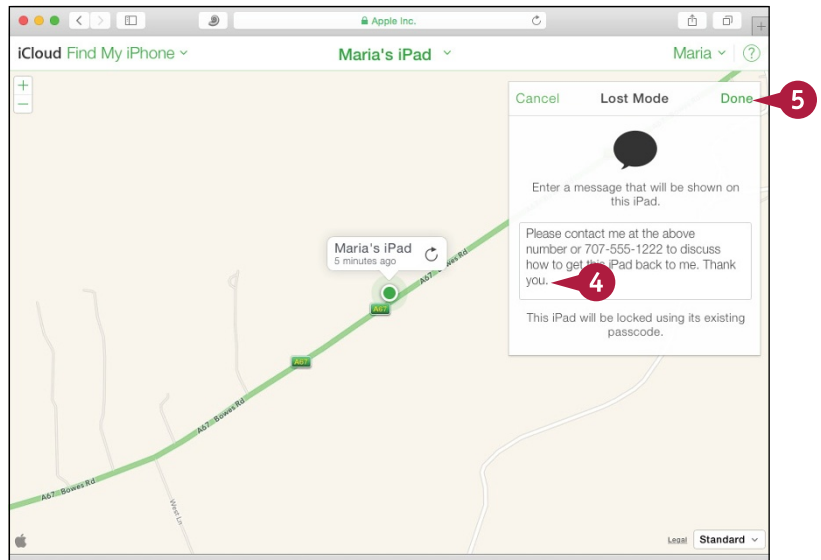 Apple Inc.
iCloud Find My iPhone
Maria's iPad
Maria
?
+
−
+
Cancel
Lost Mode
Done
5
Enter a message that will be shown on
this iPad.
Please contact me at the above
number or 707-555-1222 to discuss
how to get this iPad back to me. Thank
you.
4
This iPad will be locked using its existing
passcode.
Maria's iPad
5 minutes ago
A67 Bowes Rd
A67
A67
A67 Bowes Rd
A67 Bowes Rd
West Ln
Legal
Standard